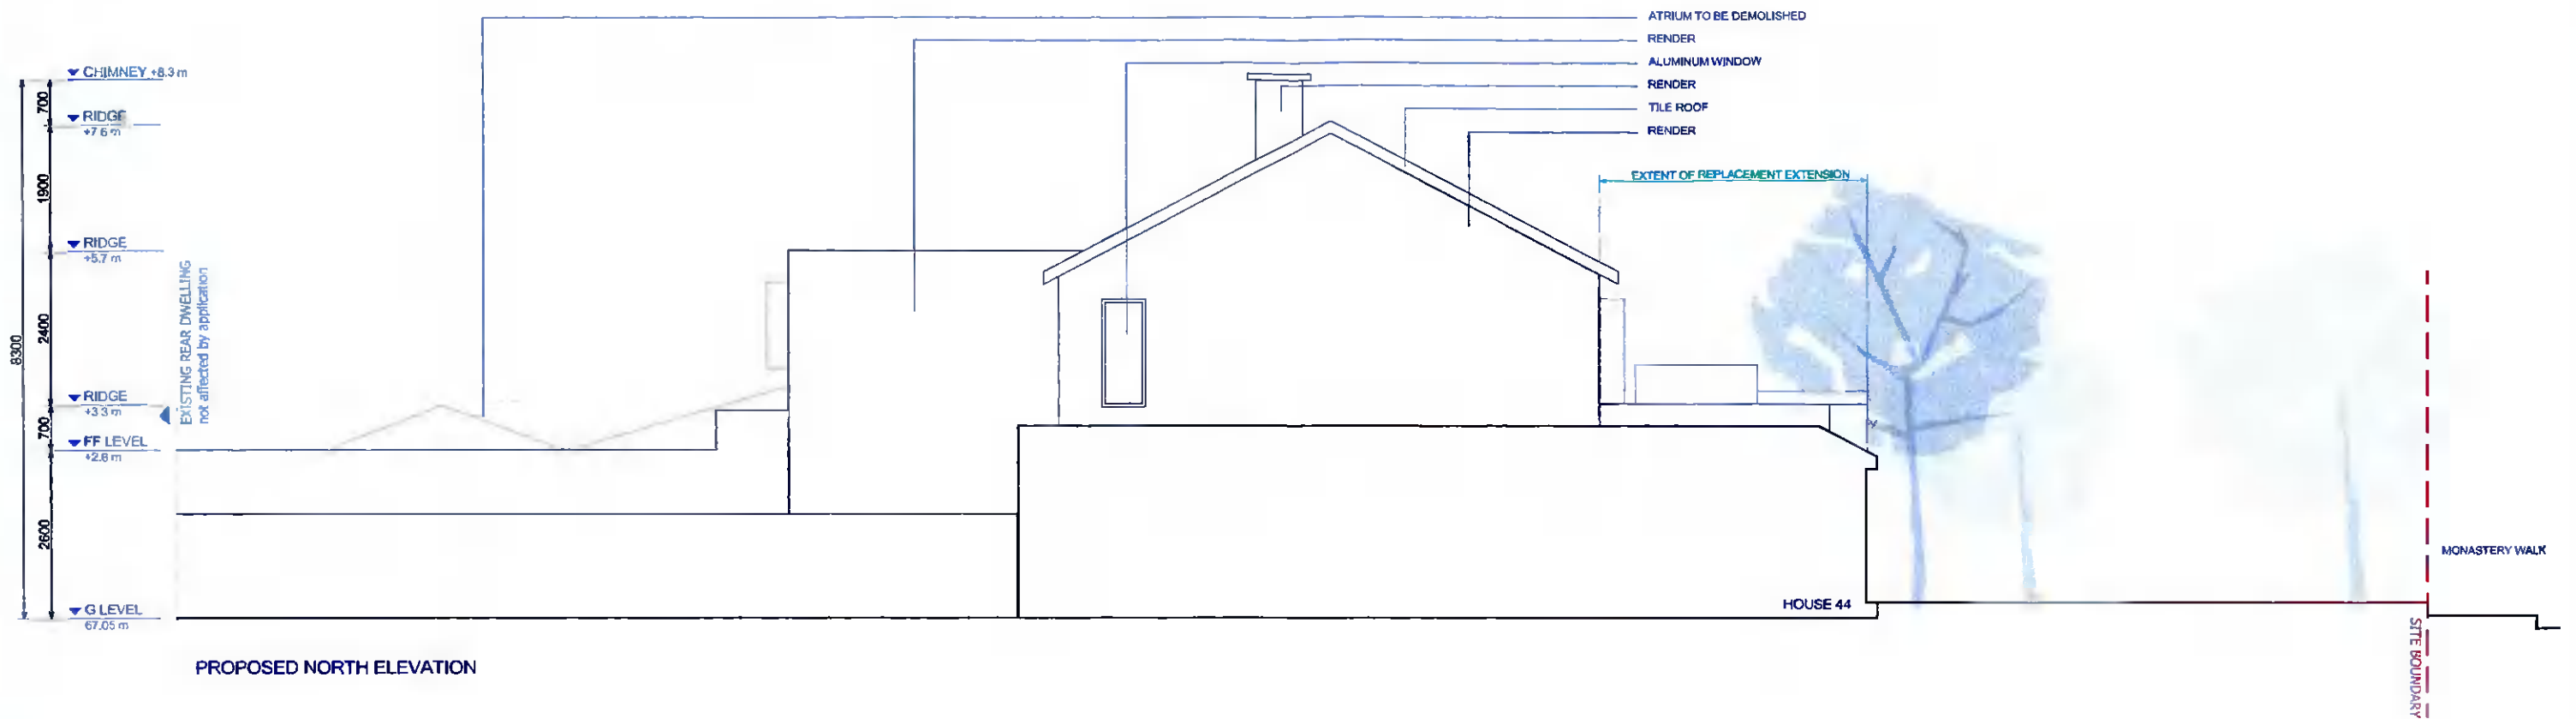 ATRIUM TO BE DEMOLISHED
RENDER
ALUMINUM WINDOW
RENDER
TILE ROOF
RENDER
EXTENT OF REPLACEMENT EXTENSION
CHIMNEY +8.3 m
RIDGE
+7.6 m
RIDGE
+5.7 m
RIDGE
+3.3 m
FF LEVEL
+2.6 m
G LEVEL
67.05 m
8300
700
1900
2400
700
2600
EXISTING REAR DWELLING
not affected by application
HOUSE 44
MONASTERY WALK
SITE BOUNDARY
PROPOSED NORTH ELEVATION